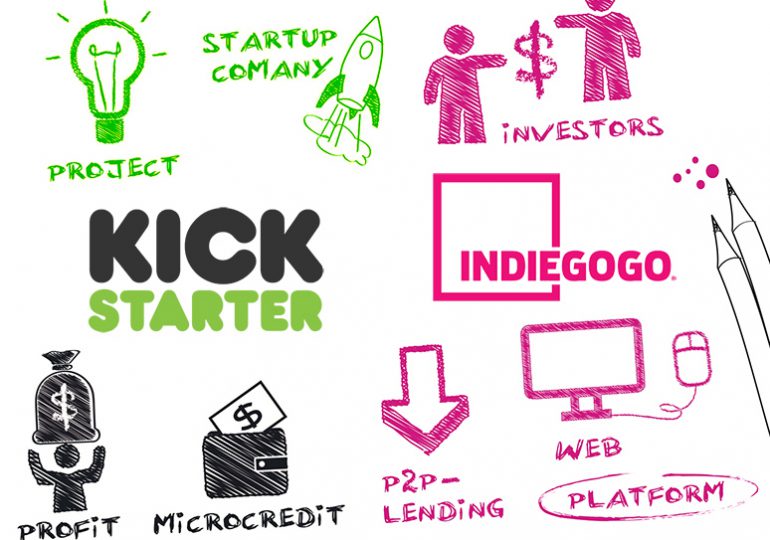 STARTUP
COMANY
PROJECT
$
INVESTORS
KICK
STARTER
INDIEGOGO®
$
PROFIT
$
MICROCREDIT
P2P-
LENDING
WEB
PLATFORM